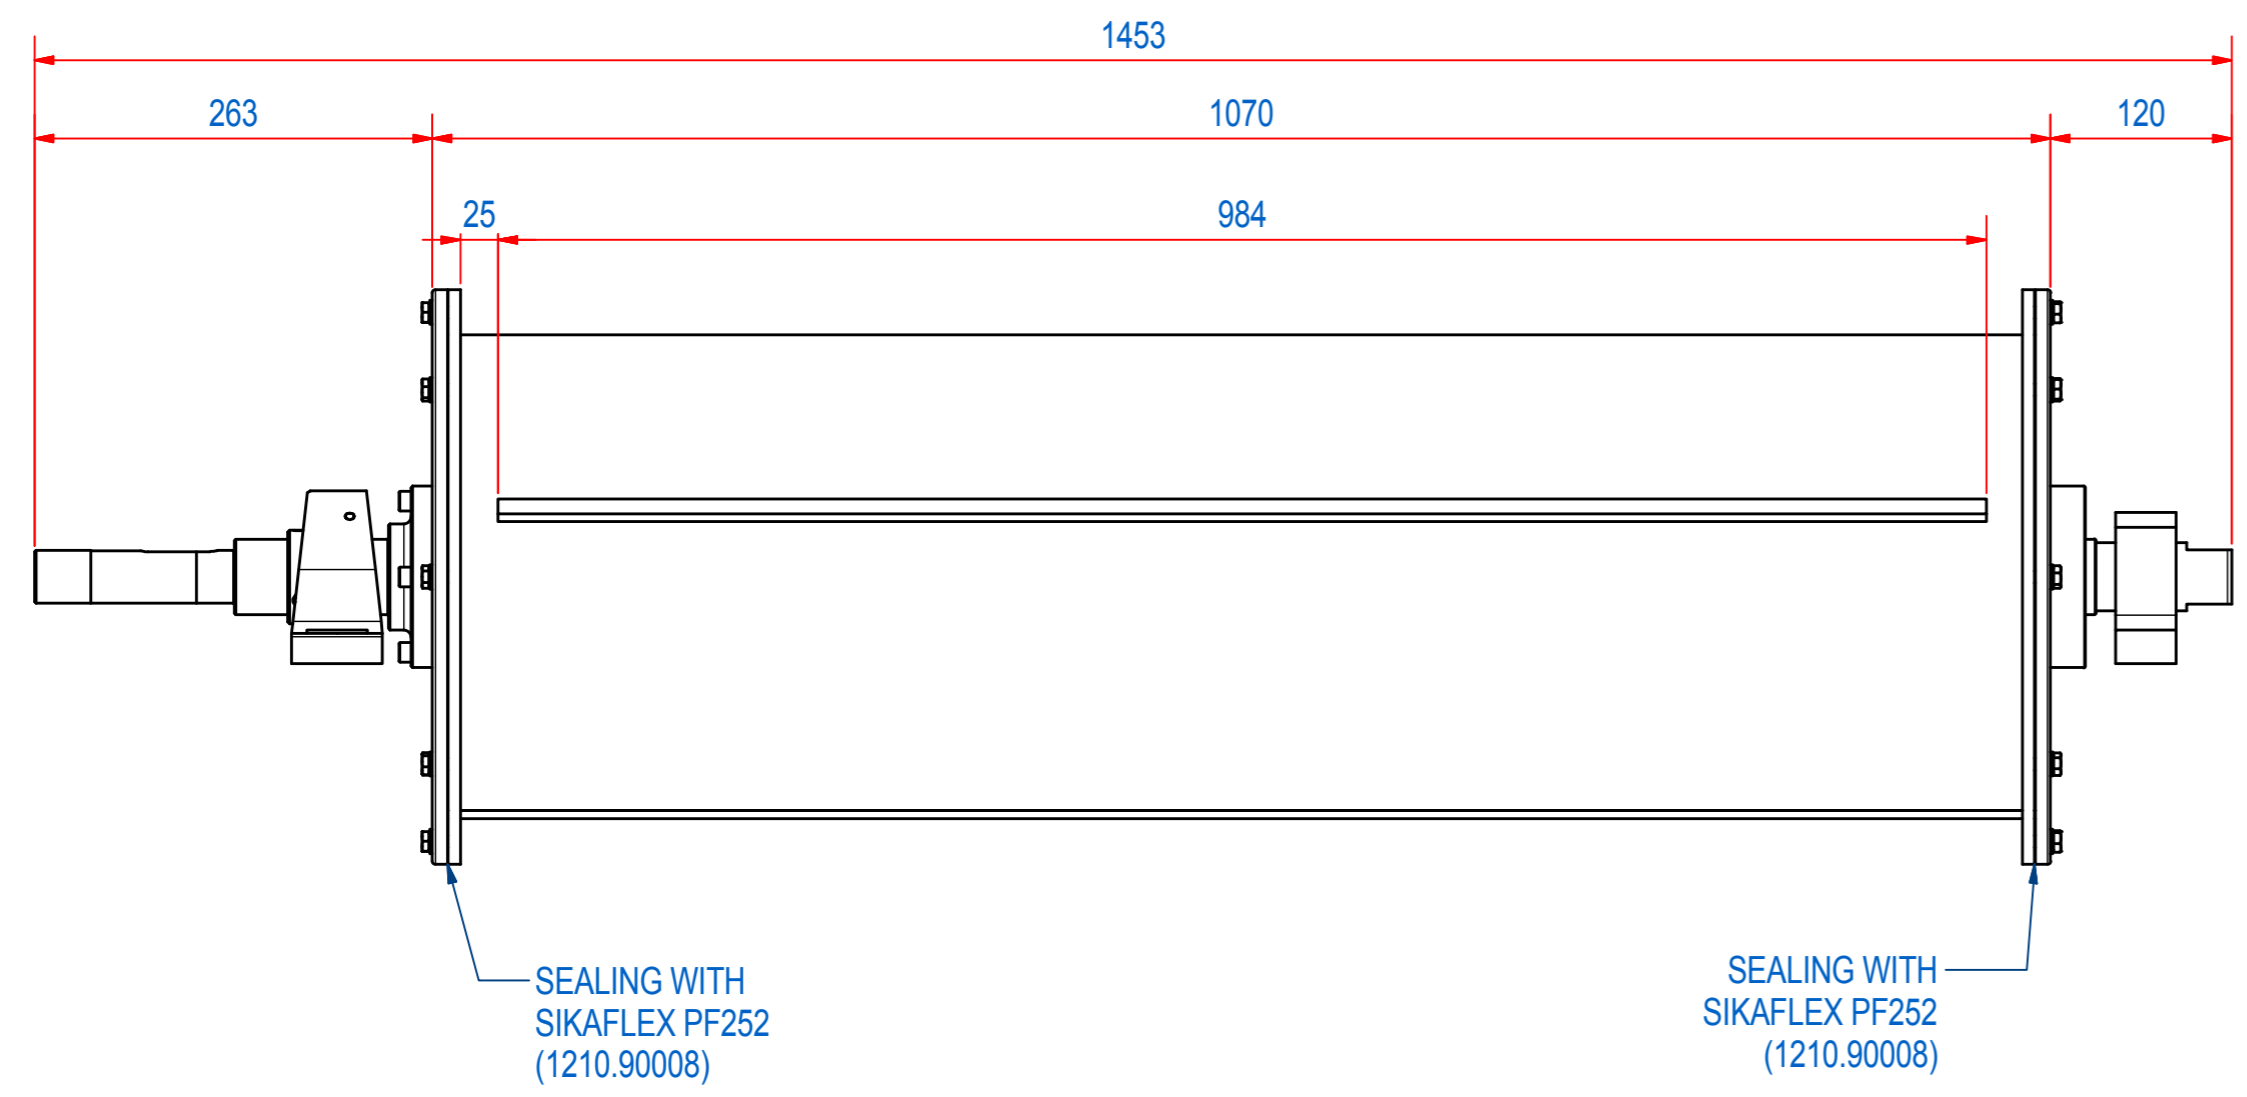 1453
263
1070
120
25
984
SEALING WITH
SIKAFLEX PF252
(1210.90008)
SEALING WITH
SIKAFLEX PF252
(1210.90008)